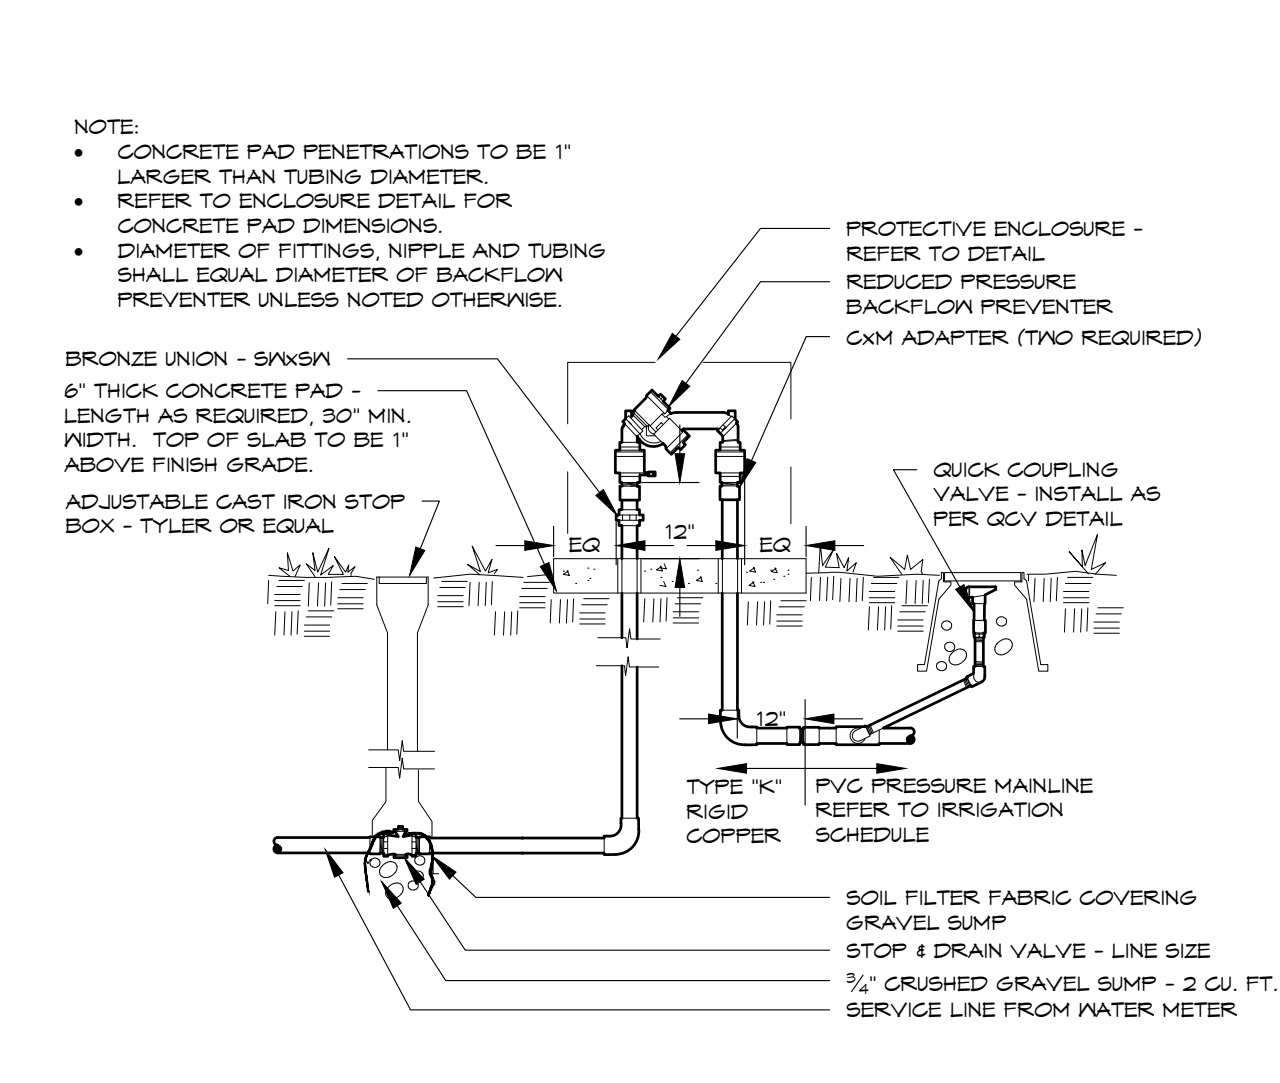 NOTE:
• CONCRETE PAD PENETRATIONS TO BE 1"
LARGER THAN TUBING DIAMETER.
• REFER TO ENCLOSURE DETAIL FOR
CONCRETE PAD DIMENSIONS.
• DIAMETER OF FITTINGS, NIPPLE AND TUBING
SHALL EQUAL DIAMETER OF BACKFLOW
PREVENTER UNLESS NOTED OTHERWISE.
BRONZE UNION - SWxSW
6" THICK CONCRETE PAD -
LENGTH AS REQUIRED, 30" MIN.
WIDTH. TOP OF SLAB TO BE 1"
ABOVE FINISH GRADE.
ADJUSTABLE CAST IRON STOP
BOX - TYLER OR EQUAL
PROTECTIVE ENCLOSURE -
REFER TO DETAIL
REDUCED PRESSURE
BACKFLOW PREVENTER
CxM ADAPTER (TWO REQUIRED)
QUICK COUPLING
VALVE - INSTALL AS
PER QCV DETAIL
EQ
12"
EQ
12"
TYPE "K"
RIGID
COPPER
PVC PRESSURE MAINLINE
REFER TO IRRIGATION
SCHEDULE
SOIL FILTER FABRIC COVERING
GRAVEL SUMP
STOP & DRAIN VALVE - LINE SIZE
3/4" CRUSHED GRAVEL SUMP - 2 CU. FT.
SERVICE LINE FROM WATER METER